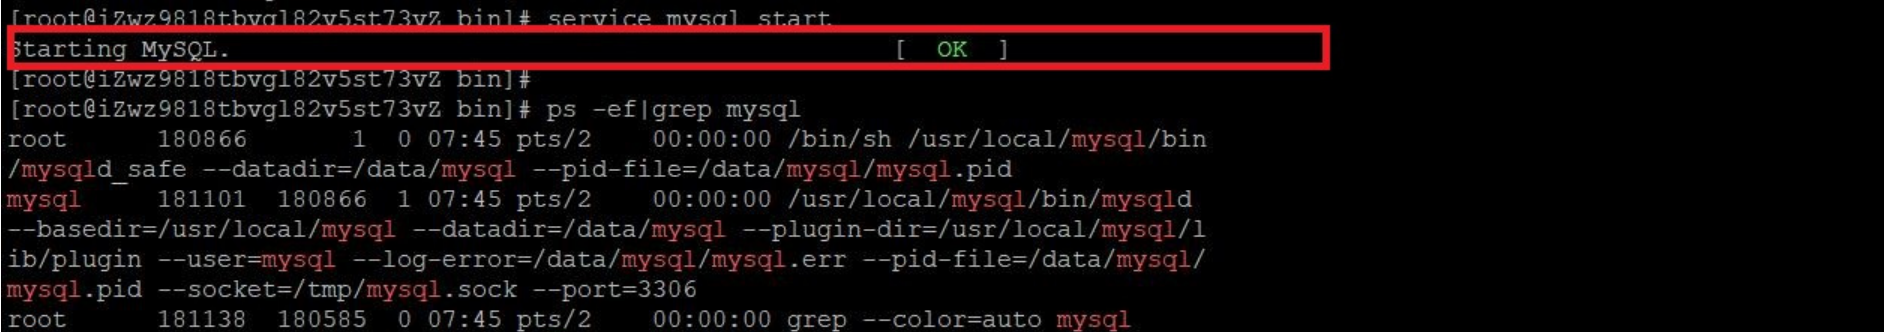 [root@iZwz9818tbvgl82v5st73vZ bin]# service mysql start
Starting MySQL. [ OK ]
[root@iZwz9818tbvgl82v5st73vZ bin]#
[root@iZwz9818tbvgl82v5st73vZ bin]# ps -ef|grep mysql
root 180866 1 0 07:45 pts/2 00:00:00 /bin/sh /usr/local/mysql/bin
/mysqld_safe --datadir=/data/mysql --pid-file=/data/mysql/mysql.pid
mysql 181101 180866 1 07:45 pts/2 00:00:00 /usr/local/mysql/bin/mysqld
--basedir=/usr/local/mysql --datadir=/data/mysql --plugin-dir=/usr/local/mysql/l
ib/plugin --user=mysql --log-error=/data/mysql/mysql.err --pid-file=/data/mysql/
mysql.pid --socket=/tmp/mysql.sock --port=3306
root 181138 180585 0 07:45 pts/2 00:00:00 grep --color=auto mysql